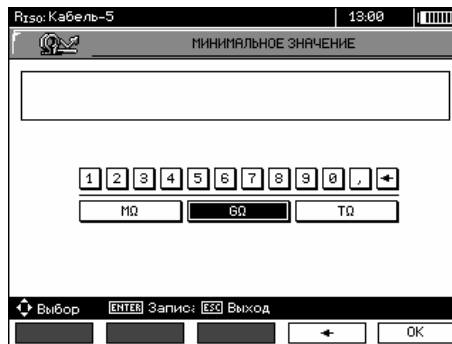 RISO: Кабель-5 13:00
МИНИМАЛЬНОЕ ЗНАЧЕНИЕ
1 2 3 4 5 6 7 8 9 0 , ←
MΩ GΩ TΩ
Выбор ENTER Запись ESC Выход
← OK